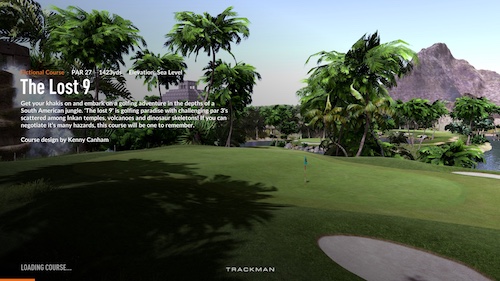 Fictional Course - PAR 27 - 1423yds - Elevation: Sea Level
The Lost 9
Get your khakis on and embark on a golfing adventure in the depths of a
South American jungle. 'The lost 9' is golfing paradise with challenging par 3's
scattered among Inkan temples, volcanoes and dinosaur skeletons! If you can
negotiate it's many hazards, this course will be one to remember.
Course design by Kenny Canham
LOADING COURSE...
TRACKMAN